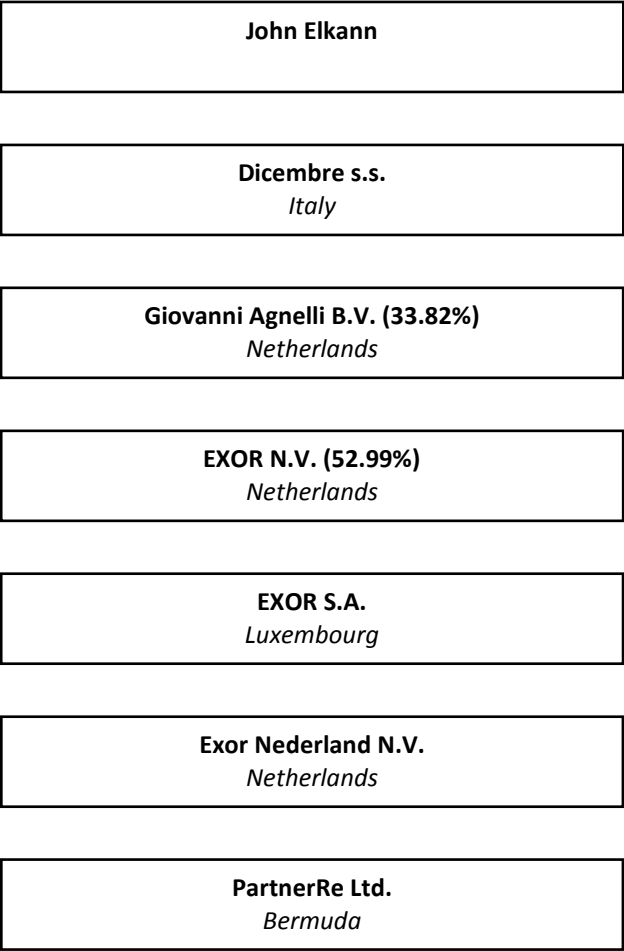 John Elkann
Dicembre s.s.
Italy
Giovanni Agnelli B.V. (33.82%)
Netherlands
EXOR N.V. (52.99%)
Netherlands
EXOR S.A.
Luxembourg
Exor Nederland N.V.
Netherlands
PartnerRe Ltd.
Bermuda